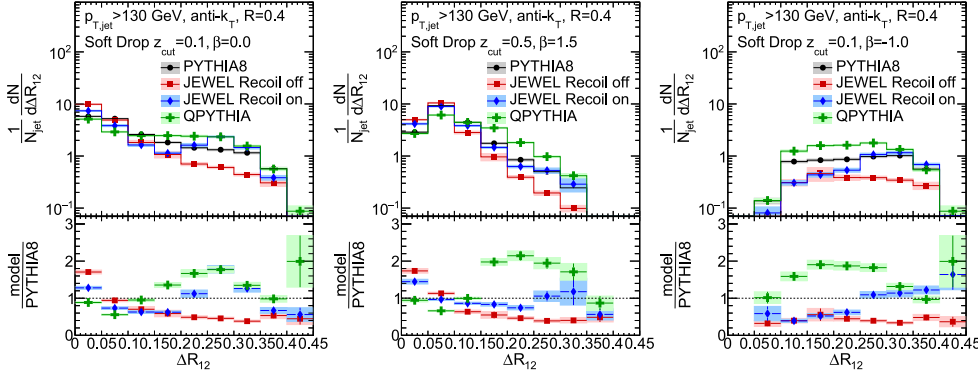 p_T,jet >130 GeV, anti-k_T, R=0.4
Soft Drop z_cut =0.1, β=0.0
PYTHIA8
JEWEL Recoil off
JEWEL Recoil on
QPYTHIA
1/N_jet dN/dΔR_12
10²
10
1
10⁻¹
model/PYTHIA8
3
2
1
0
0 0.05 0.1 0.15 0.2 0.25 0.3 0.35 0.4 0.45
ΔR_12
p_T,jet >130 GeV, anti-k_T, R=0.4
Soft Drop z_cut =0.5, β=1.5
PYTHIA8
JEWEL Recoil off
JEWEL Recoil on
QPYTHIA
1/N_jet dN/dΔR_12
10²
10
1
10⁻¹
model/PYTHIA8
3
2
1
0
0 0.05 0.1 0.15 0.2 0.25 0.3 0.35 0.4 0.45
ΔR_12
p_T,jet >130 GeV, anti-k_T, R=0.4
Soft Drop z_cut =0.1, β=-1.0
PYTHIA8
JEWEL Recoil off
JEWEL Recoil on
QPYTHIA
1/N_jet dN/dΔR_12
10²
10
1
10⁻¹
model/PYTHIA8
3
2
1
0
0 0.05 0.1 0.15 0.2 0.25 0.3 0.35 0.4 0.45
ΔR_12